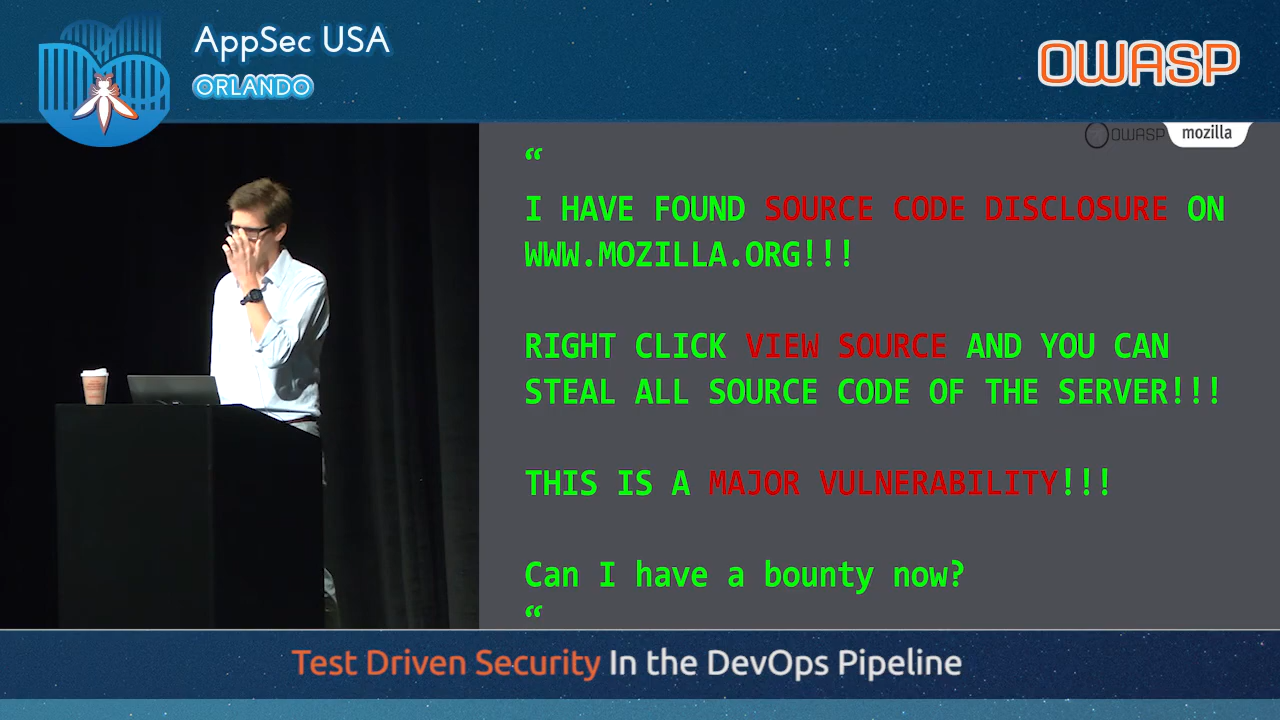 AppSec USA
ORLANDO
OWASP
OWASP mozilla
“
I HAVE FOUND SOURCE CODE DISCLOSURE ON
WWW.MOZILLA.ORG!!!
RIGHT CLICK VIEW SOURCE AND YOU CAN
STEAL ALL SOURCE CODE OF THE SERVER!!!
THIS IS A MAJOR VULNERABILITY!!!
Can I have a bounty now?
“
Test Driven Security In the DevOps Pipeline